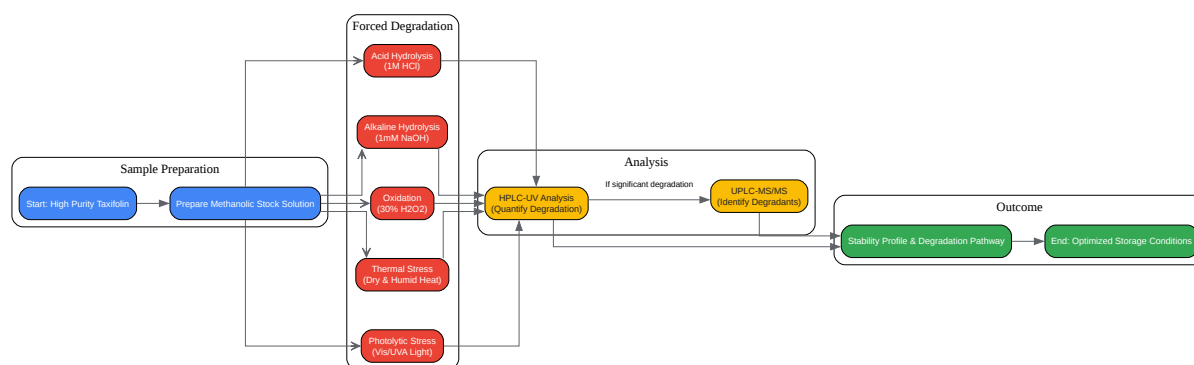 Forced Degradation
Acid Hydrolysis
(1M HCl)
Alkaline Hydrolysis
(1mM NaOH)
Sample Preparation
Start: High Purity Taxifolin
Prepare Methanolic Stock Solution
Oxidation
(30% H2O2)
Thermal Stress
(Dry & Humid Heat)
Photolytic Stress
(Vis/UVA Light)
Analysis
HPLC-UV Analysis
(Quantify Degradation)
If significant degradation
UPLC-MS/MS
(Identify Degradants)
Outcome
Stability Profile & Degradation Pathway
End: Optimized Storage Conditions